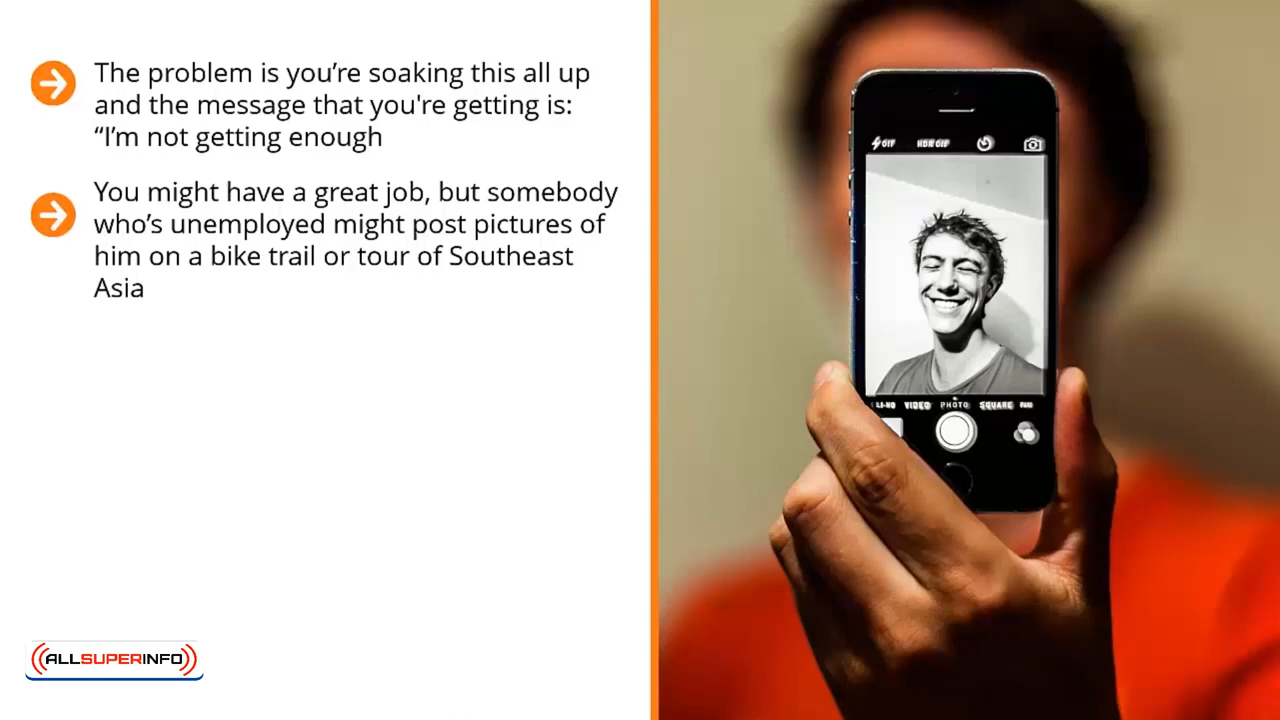 The problem is you’re soaking this all up
and the message that you're getting is:
“I’m not getting enough
You might have a great job, but somebody
who’s unemployed might post pictures of
him on a bike trail or tour of Southeast
Asia
VIDEO PHOTO SQUARE
ALLSUPERINFO